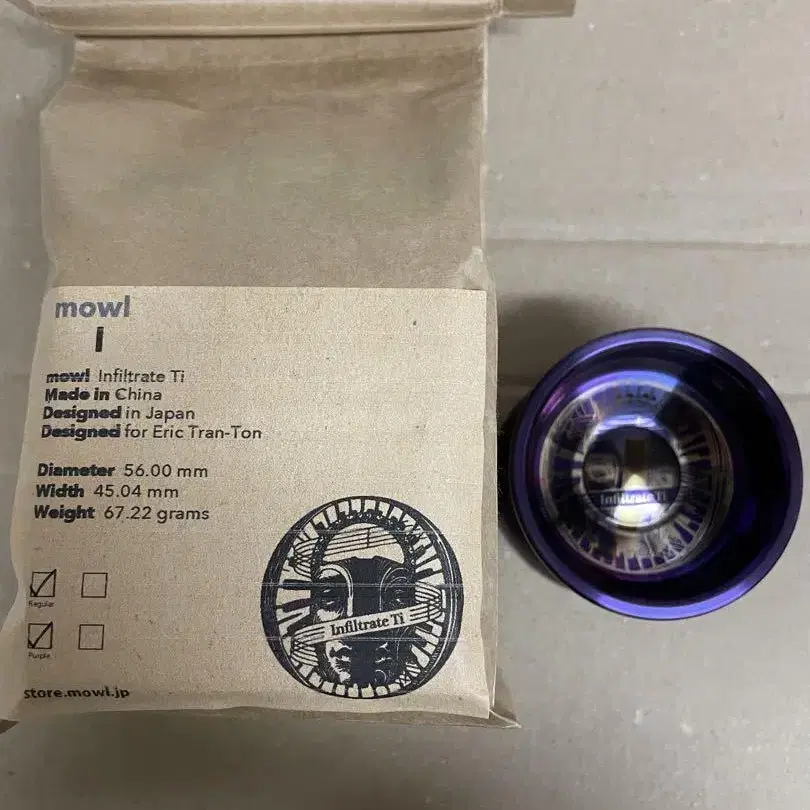 mowl
mowl Infiltrate Ti
Made in China
Designed in Japan
Designed for Eric Tran-Ton
Diameter 56.00 mm
Width 45.04 mm
Weight 67.22 grams
Regular
Purple
store.mowl.jp
Infiltrate Ti
Infiltrate Ti